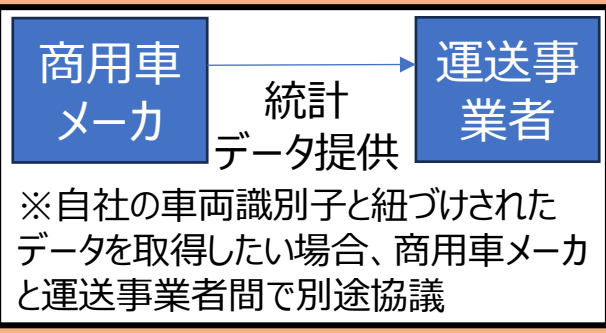 商用車
メーカ
運送事
業者
統計
データ提供
※自社の車両識別子と紐づけされた
データを取得したい場合、商用車メーカ
と運送事業者間で別途協議